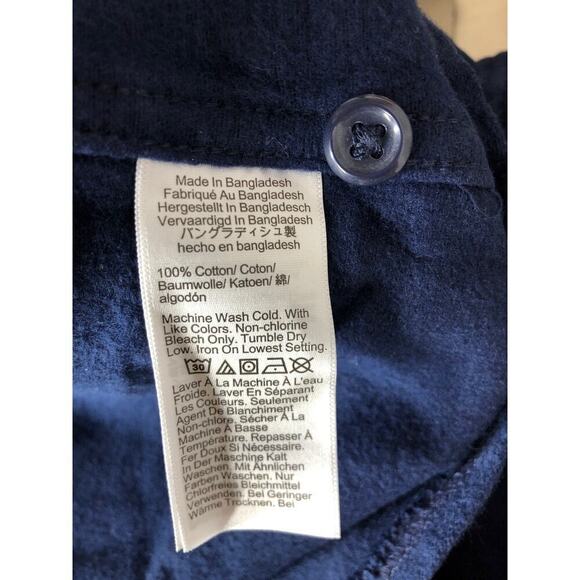 Made In Bangladesh
Fabriqué Au Bangladesh
Hergestellt In Bangladesch
Vervaardigd In Bangladesh
バングラディシュ製
hecho en bangladesh
100% Cotton/ Coton/
Baumwolle/ Katoen/ 綿/
algodón
Machine Wash Cold. With
Like Colors. Non-chlorine
Bleach Only. Tumble Dry
Low. Iron On Lowest Setting.
30
Laver À La Machine À L'eau
Froide. Laver En Séparant
Les Couleurs. Seulement
Agent De Blanchiment
Non-chlore. Sécher À La
Machine À Basse
Température. Repasser À
Fer Doux Si Nécessaire.
In Der Maschine Kalt
Waschen. Mit Ähnlichen
Farben Waschen. Nur
Chlorfreies Bleichmittel
Verwenden. Bei Geringer
Wärme Trocknen. Bei